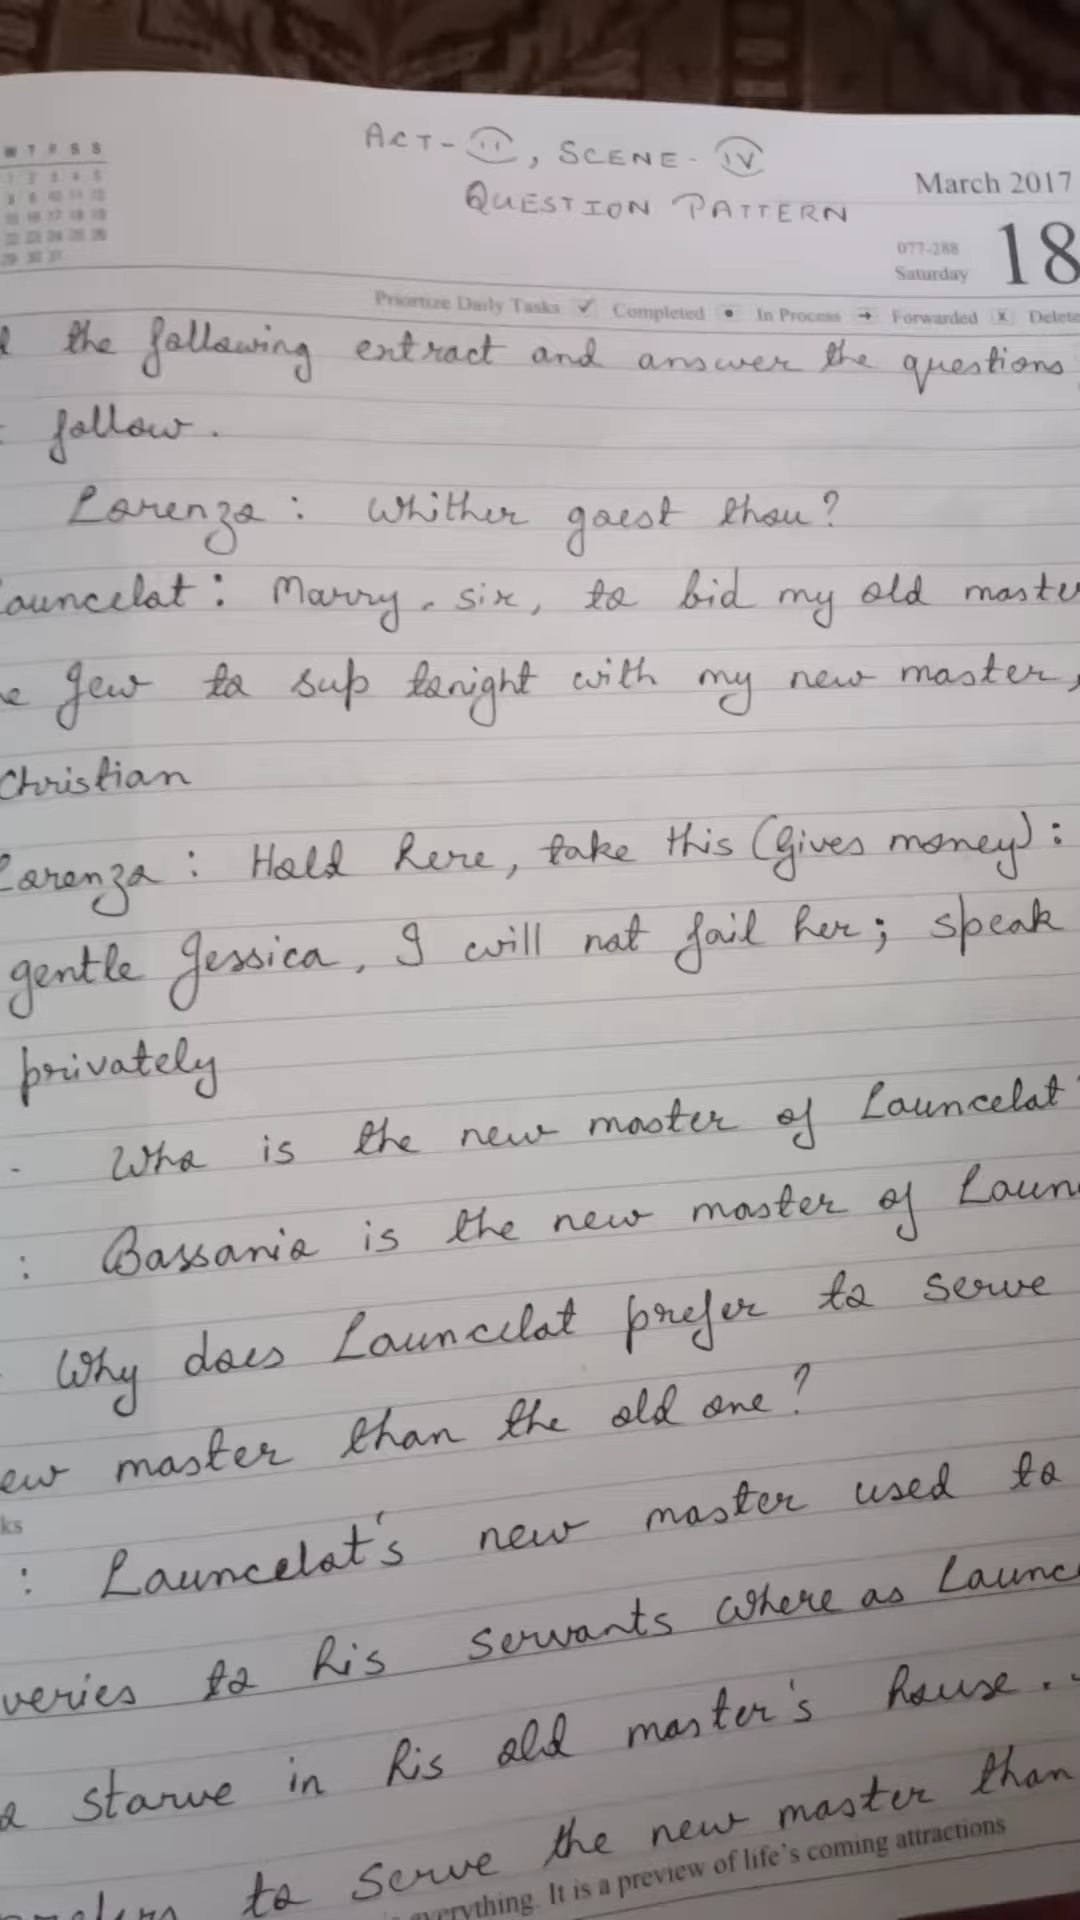 W T F S S
ACT-II, SCENE-IV
QUESTION PATTERN
March 2017
077-288
Saturday
18
Prioritize Daily Tasks ✓ Completed • In Process → Forwarded x Delete
the following extract and answer the questions
follow.
Lorenzo: Whither goest thou?
auncelot: Marry. sir, to bid my old maste
e Jew to sup tonight with my new master,
Christian
Lorenzo: Hold here, take this (gives money):
gentle Jessica, I will not fail her; speak
privately
- Who is the new master of Launcelot
: Bassanio is the new master of Laun
Why does Launcelot prefer to serve
ew master than the old one?
ks
: Launcelot's new master used to
veries to his servants where as Launc
starve in his old master's house.
to serve the new master than
everything. It is a preview of life's coming attractions